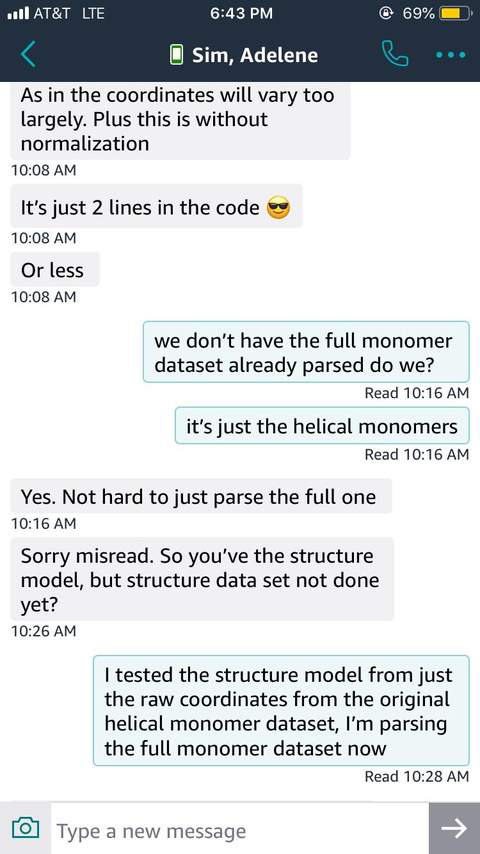 AT&T LTE 6:43 PM 69%
Sim, Adelene
As in the coordinates will vary too
largely. Plus this is without
normalization
10:08 AM
It's just 2 lines in the code 😎
10:08 AM
Or less
10:08 AM
we don't have the full monomer
dataset already parsed do we?
Read 10:16 AM
it's just the helical monomers
Read 10:16 AM
Yes. Not hard to just parse the full one
10:16 AM
Sorry misread. So you've the structure
model, but structure data set not done
yet?
10:26 AM
I tested the structure model from just
the raw coordinates from the original
helical monomer dataset, I'm parsing
the full monomer dataset now
Read 10:28 AM
Type a new message